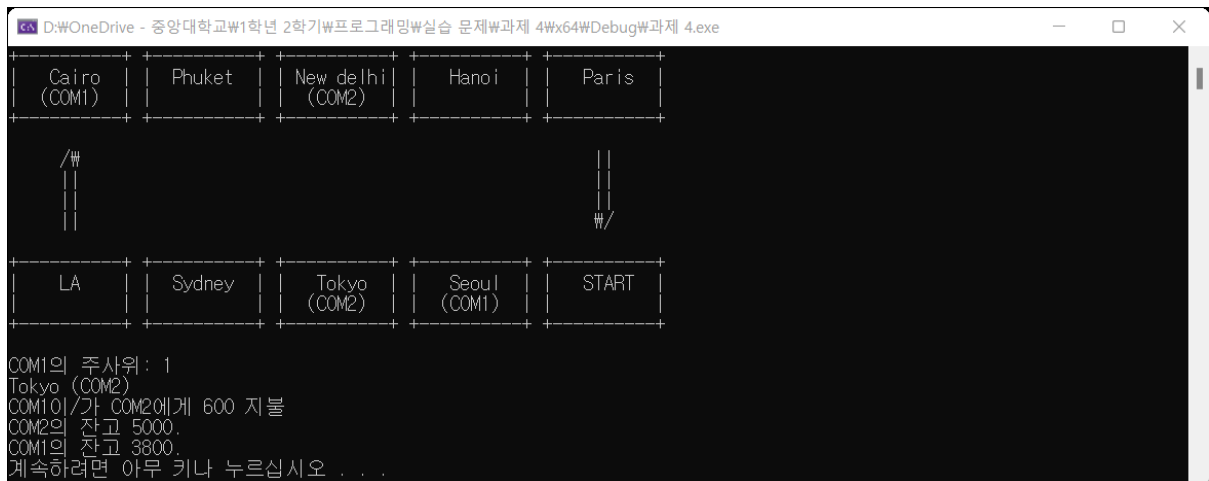 D:₩OneDrive - 중앙대학교₩1학년 2학기₩프로그래밍₩실습 문제₩과제 4₩x64₩Debug₩과제 4.exe
+----------+ +----------+ +----------+ +----------+ +----------+
|   Cairo  | |  Phuket  | | New delhi| |   Hanoi  | |   Paris  |
|  (COM1)  | |          | |  (COM2)  | |          | |          |
+----------+ +----------+ +----------+ +----------+ +----------+
/₩ ||
|| ||
|| ||
|| ₩/
+----------+ +----------+ +----------+ +----------+ +----------+
|    LA    | |  Sydney  | |   Tokyo  | |   Seoul  | |   START  |
|          | |          | |  (COM2)  | |  (COM1)  | |          |
+----------+ +----------+ +----------+ +----------+ +----------+
COM1의 주사위: 1
Tokyo (COM2)
COM1이/가 COM2에게 600 지불
COM2의 잔고 5000.
COM1의 잔고 3800.
계속하려면 아무 키나 누르십시오 . . .